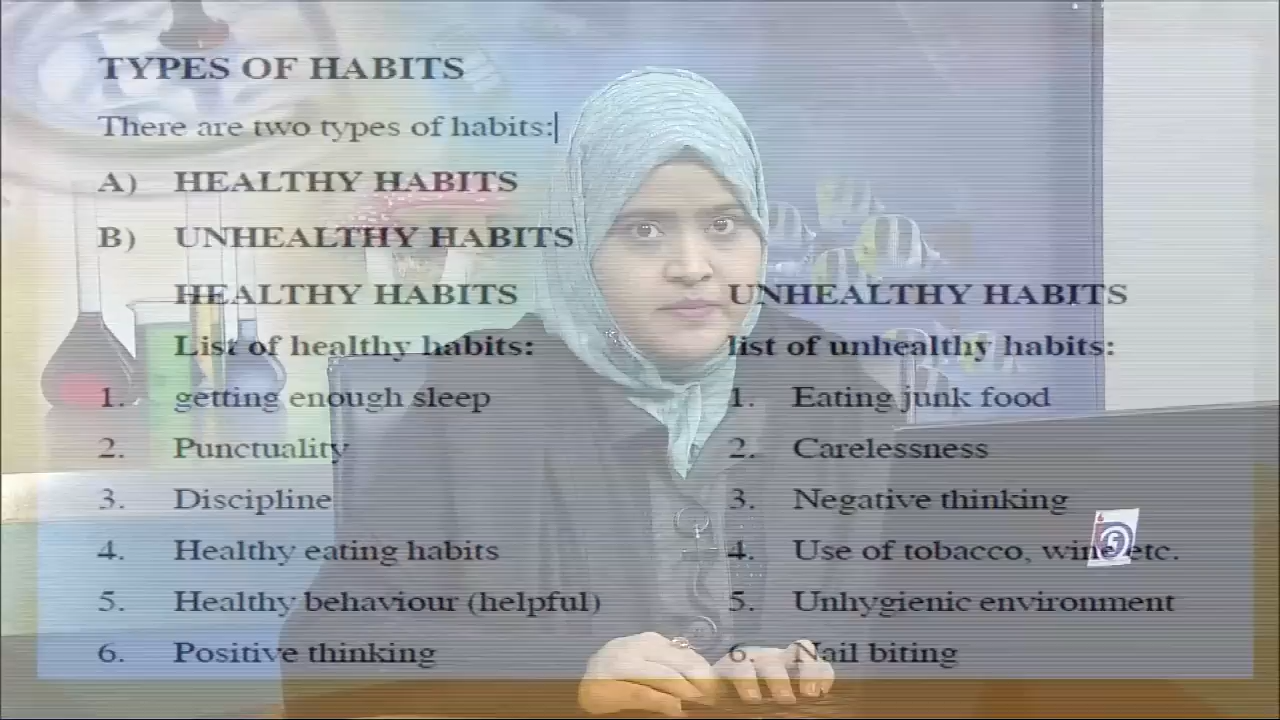 TYPES OF HABITS
There are two types of habits:
A) HEALTHY HABITS
B) UNHEALTHY HABITS
HEALTHY HABITS
List of healthy habits:
1. getting enough sleep
2. Punctuality
3. Discipline
4. Healthy eating habits
5. Healthy behaviour (helpful)
6. Positive thinking
UNHEALTHY HABITS
list of unhealthy habits:
1. Eating junk food
2. Carelessness
3. Negative thinking
4. Use of tobacco, wine etc.
5. Unhygienic environment
6. Nail biting